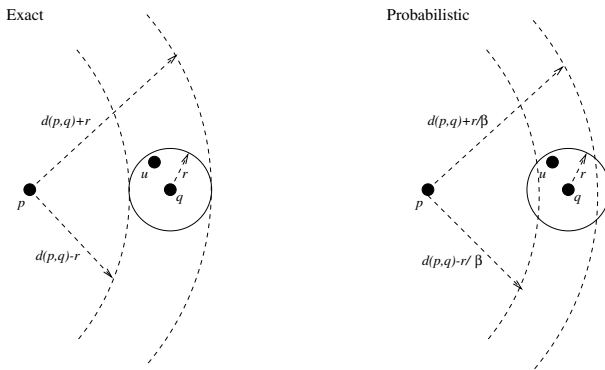 Exact
d(p,q)+r
u
r
q
p
d(p,q)-r
Probabilistic
d(p,q)+r/β
u
r
q
p
d(p,q)-r/ β